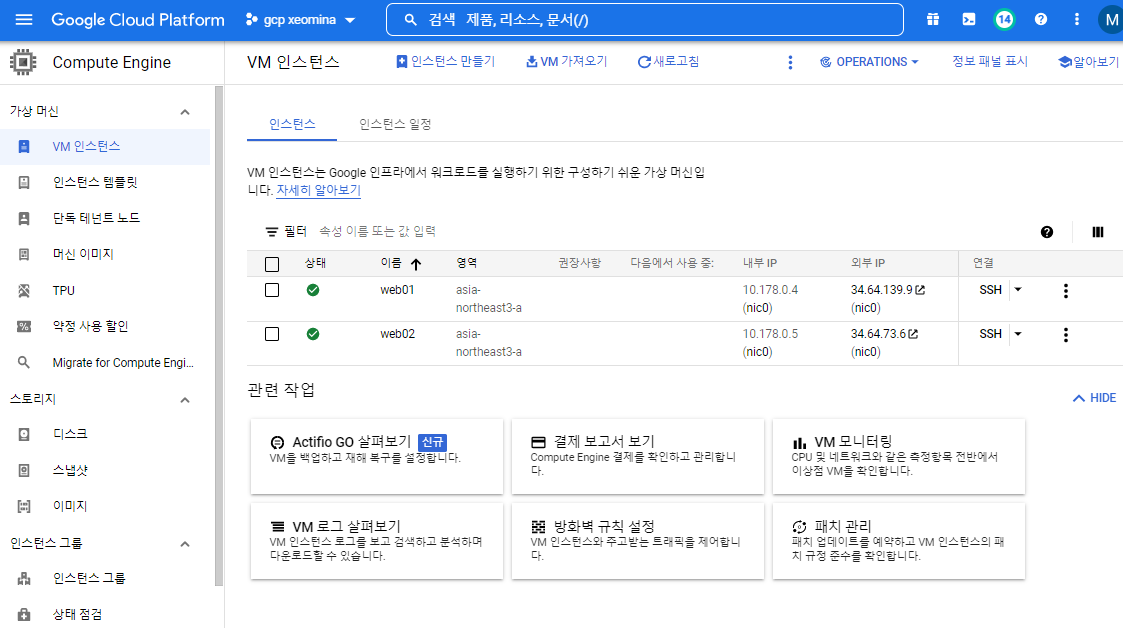 Google Cloud Platform
gcp xeomina
검색 제품, 리소스, 문서(/)
14
M
Compute Engine
VM 인스턴스
인스턴스 만들기
VM 가져오기
새로고침
OPERATIONS
정보 패널 표시
알아보기
가상 머신
VM 인스턴스
인스턴스 템플릿
단독 테넌트 노드
머신 이미지
TPU
약정 사용 할인
Migrate for Compute Engi...
스토리지
디스크
스냅샷
이미지
인스턴스 그룹
인스턴스 그룹
상태 점검
인스턴스
인스턴스 일정
VM 인스턴스는 Google 인프라에서 워크로드를 실행하기 위한 구성하기 쉬운 가상 머신입
니다. 자세히 알아보기
필터 속성 이름 또는 값 입력
상태 이름 영역 권장사항 다음에서 사용 중: 내부 IP 외부 IP 연결
web01 asia- 10.178.0.4 34.64.139.9 SSH
northeast3-a (nic0) (nic0)
web02 asia- 10.178.0.5 34.64.73.6 SSH
northeast3-a (nic0) (nic0)
관련 작업
HIDE
Actifio GO 살펴보기 신규
VM을 백업하고 재해 복구를 설정합니다.
결제 보고서 보기
Compute Engine 결제를 확인하고 관리합니
다.
VM 모니터링
CPU 및 네트워크와 같은 측정항목 전반에서
이상점 VM을 확인합니다.
VM 로그 살펴보기
VM 인스턴스 로그를 보고 검색하고 분석하며
다운로드할 수 있습니다.
방화벽 규칙 설정
VM 인스턴스와 주고받는 트래픽을 제어합니
다.
패치 관리
패치 업데이트를 예약하고 VM 인스턴스의 패
치 규정 준수를 확인합니다.